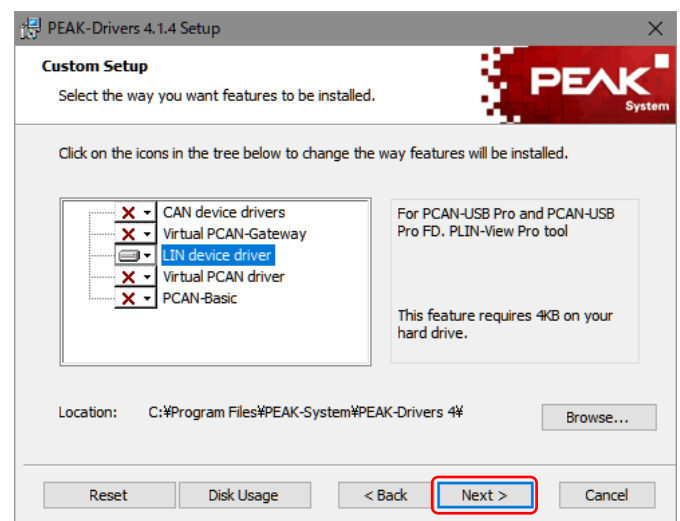 PEAK-Drivers 4.1.4 Setup
Custom Setup
Select the way you want features to be installed.
PEAK
System
Click on the icons in the tree below to change the way features will be installed.
CAN device drivers
Virtual PCAN-Gateway
LIN device driver
Virtual PCAN driver
PCAN-Basic
For PCAN-USB Pro and PCAN-USB
Pro FD. PLIN-View Pro tool
This feature requires 4KB on your
hard drive.
Location: C:¥Program Files¥PEAK-System¥PEAK-Drivers 4¥
Browse...
Reset Disk Usage < Back Next > Cancel